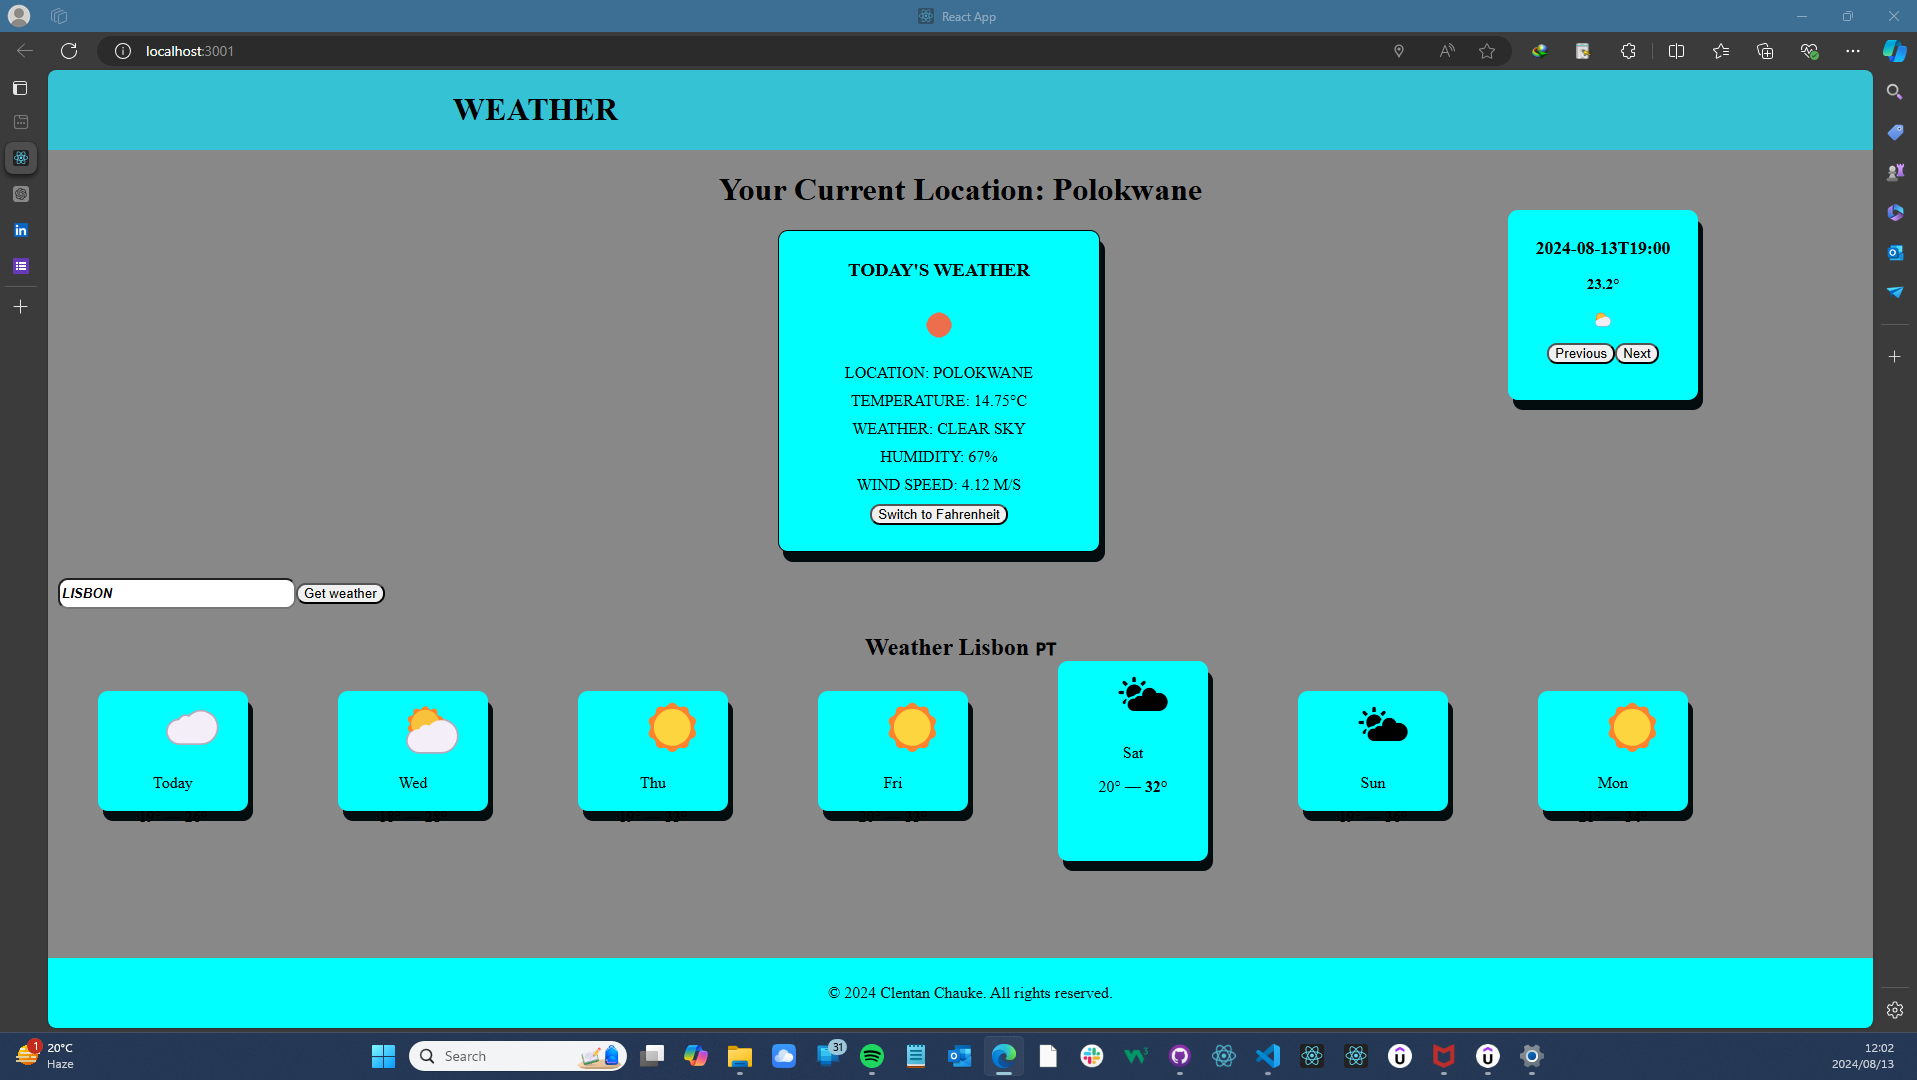 React App
localhost:3001
WEATHER
Your Current Location: Polokwane
TODAY'S WEATHER
LOCATION: POLOKWANE
TEMPERATURE: 14.75°C
WEATHER: CLEAR SKY
HUMIDITY: 67%
WIND SPEED: 4.12 M/S
Switch to Fahrenheit
2024-08-13T19:00
23.2°
Previous Next
LISBON Get weather
Weather Lisbon PT
Today
Wed
Thu
Fri
Sat
20° — 32°
Sun
Mon
© 2024 Clentan Chauke. All rights reserved.
1
20°C
Haze
Search
31
12:02
2024/08/13